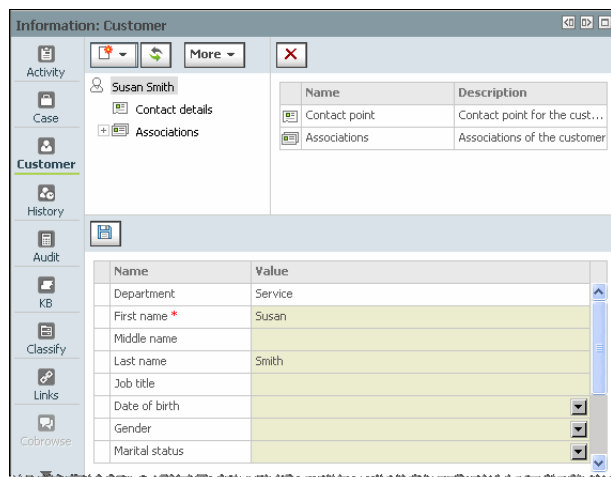 Information: Customer
Activity
Case
Customer
History
Audit
KB
Classify
Links
Cobrowse
More
Susan Smith
Contact details
Associations
Name Description
Contact point Contact point for the cust...
Associations Associations of the customer
Name Value
Department Service
First name * Susan
Middle name
Last name Smith
Job title
Date of birth
Gender
Marital status